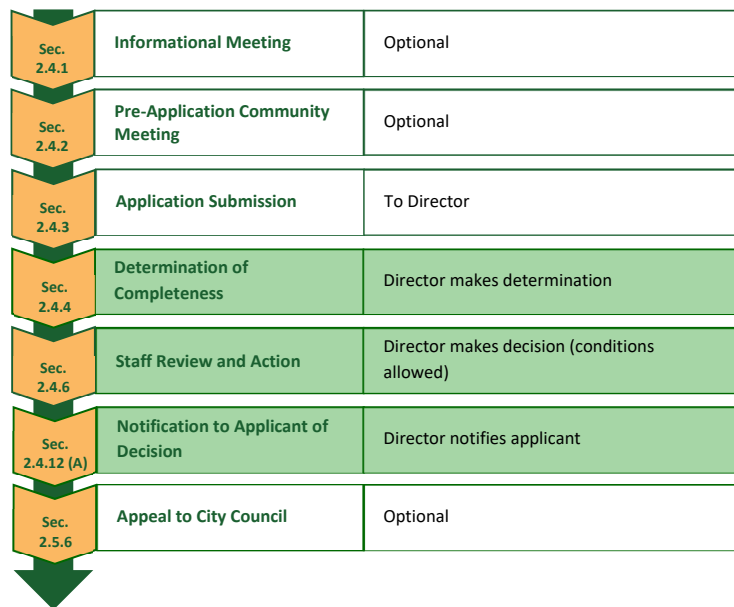 Sec.
2.4.1
Informational Meeting
Optional
Sec.
2.4.2
Pre-Application Community
Meeting
Optional
Sec.
2.4.3
Application Submission
To Director
Sec.
2.4.4
Determination of
Completeness
Director makes determination
Sec.
2.4.6
Staff Review and Action
Director makes decision (conditions
allowed)
Sec.
2.4.12 (A)
Notification to Applicant of
Decision
Director notifies applicant
Sec.
2.5.6
Appeal to City Council
Optional